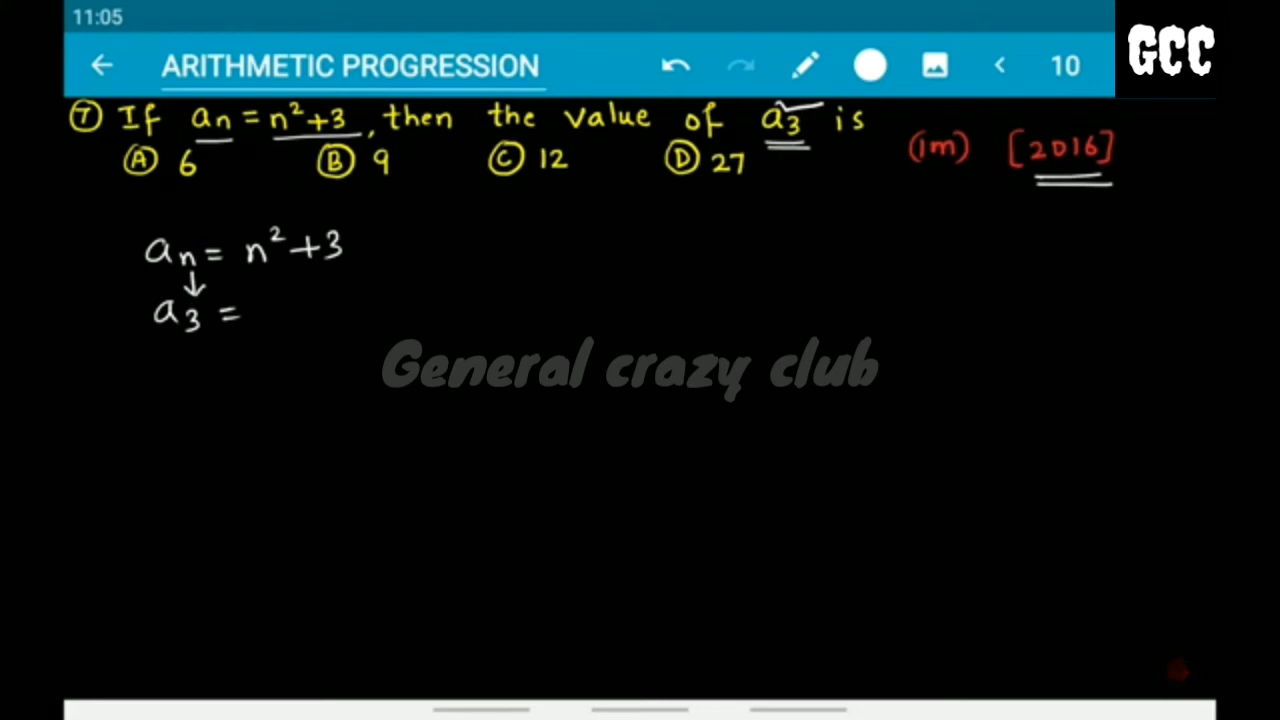 11:05
ARITHMETIC PROGRESSION
10
GCC
⑦ If an = n²+3, then the value of a3 is
(1m) [2016]
Ⓐ 6 Ⓑ 9 Ⓒ 12 Ⓓ 27
an = n²+3
↓
a3 =
General crazy club